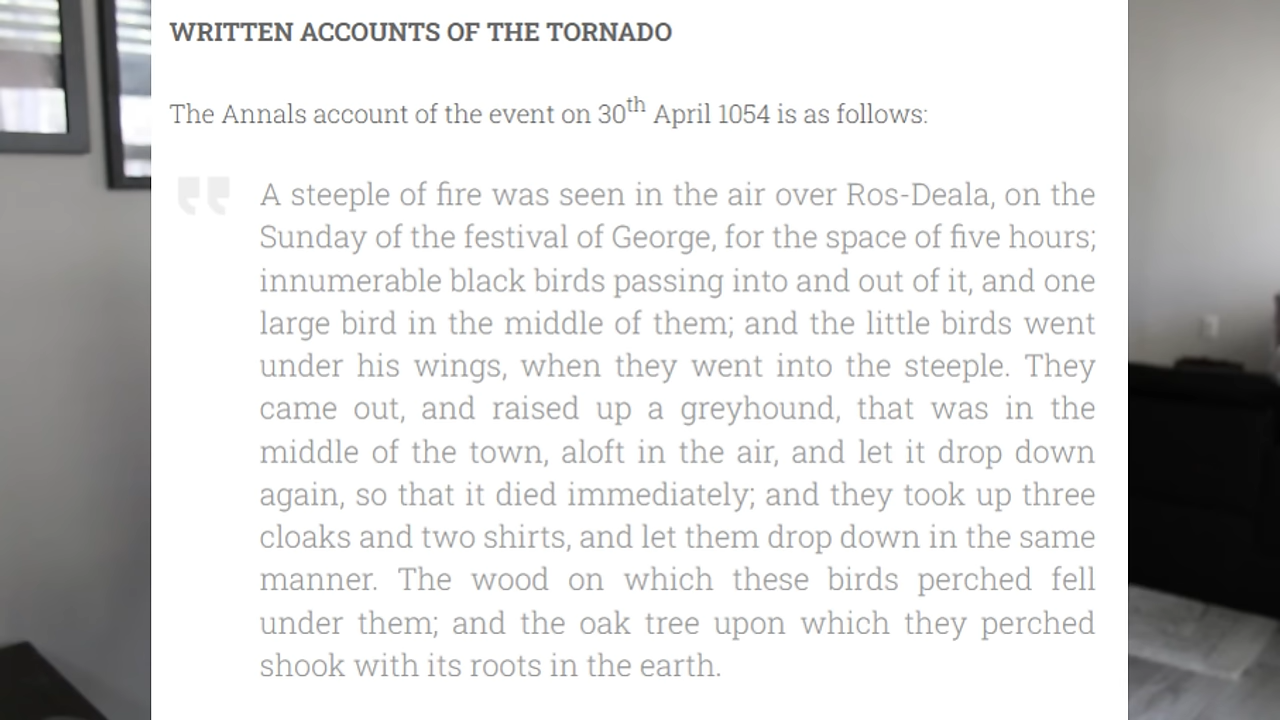 WRITTEN ACCOUNTS OF THE TORNADO
The Annals account of the event on 30th April 1054 is as follows:
A steeple of fire was seen in the air over Ros-Deala, on the
Sunday of the festival of George, for the space of five hours;
innumerable black birds passing into and out of it, and one
large bird in the middle of them; and the little birds went
under his wings, when they went into the steeple. They
came out, and raised up a greyhound, that was in the
middle of the town, aloft in the air, and let it drop down
again, so that it died immediately; and they took up three
cloaks and two shirts, and let them drop down in the same
manner. The wood on which these birds perched fell
under them; and the oak tree upon which they perched
shook with its roots in the earth.